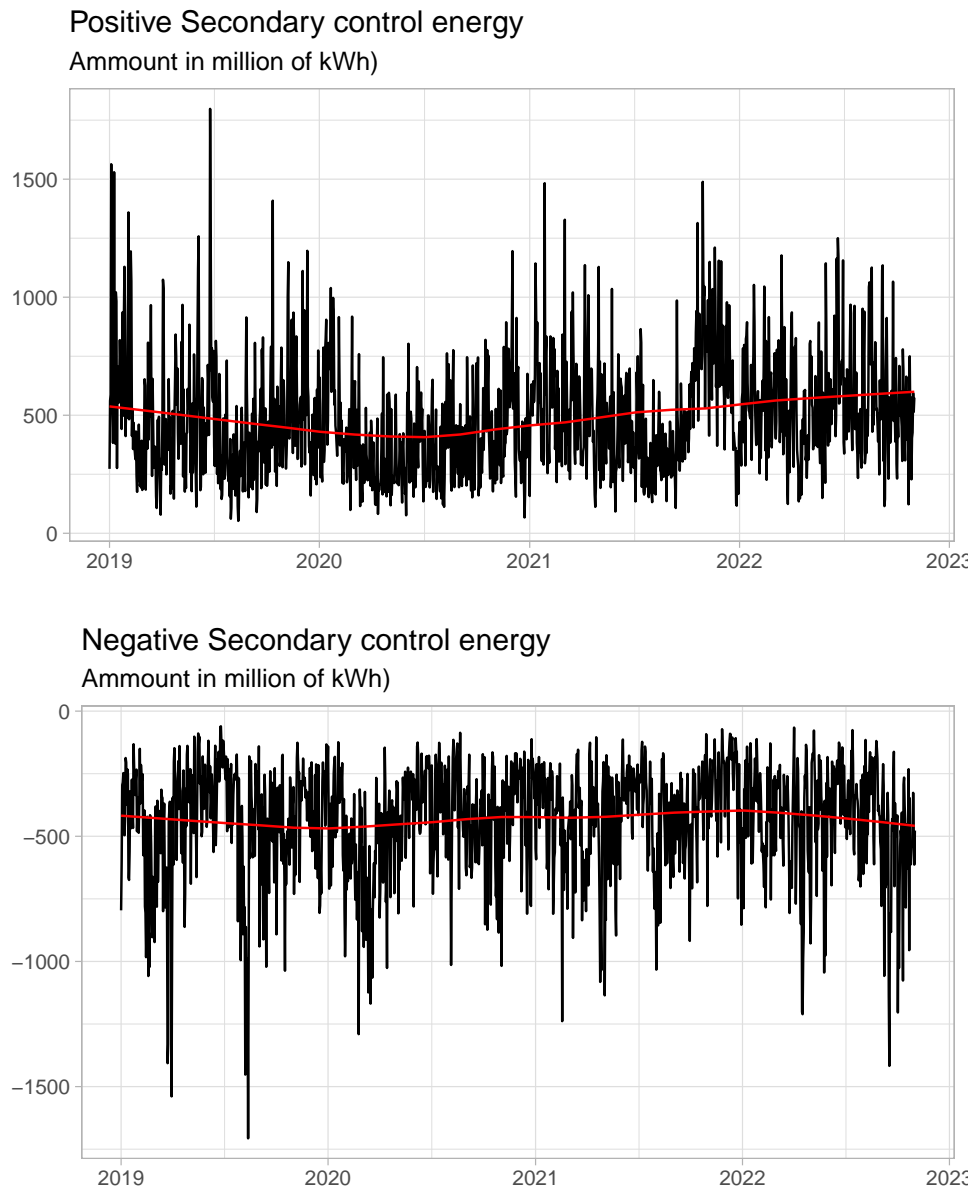 Positive Secondary control energy
Ammount in million of kWh)
1500
1000
500
0
2019 2020 2021 2022 2023
Negative Secondary control energy
Ammount in million of kWh)
0
−500
−1000
−1500
2019 2020 2021 2022 2023